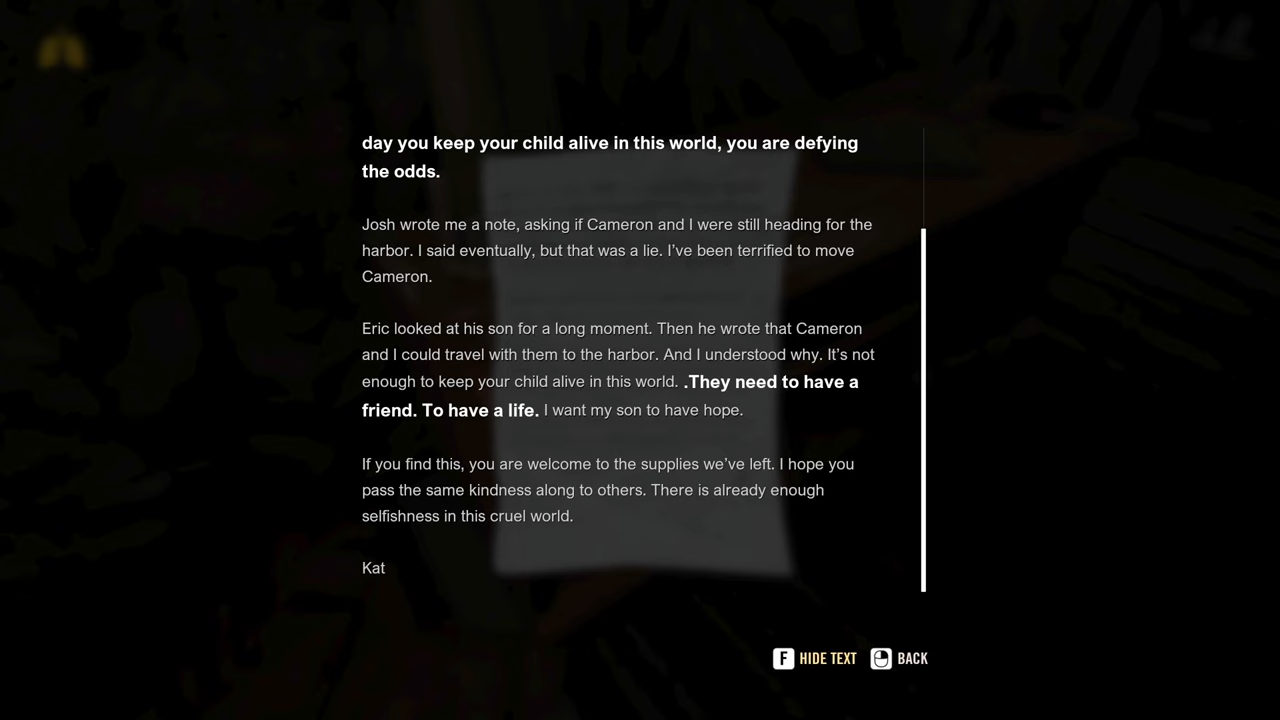 day you keep your child alive in this world, you are defying
the odds.
Josh wrote me a note, asking if Cameron and I were still heading for the
harbor. I said eventually, but that was a lie. I’ve been terrified to move
Cameron.
Eric looked at his son for a long moment. Then he wrote that Cameron
and I could travel with them to the harbor. And I understood why. It’s not
enough to keep your child alive in this world. .They need to have a
friend. To have a life. I want my son to have hope.
If you find this, you are welcome to the supplies we’ve left. I hope you
pass the same kindness along to others. There is already enough
selfishness in this cruel world.
Kat
F HIDE TEXT BACK